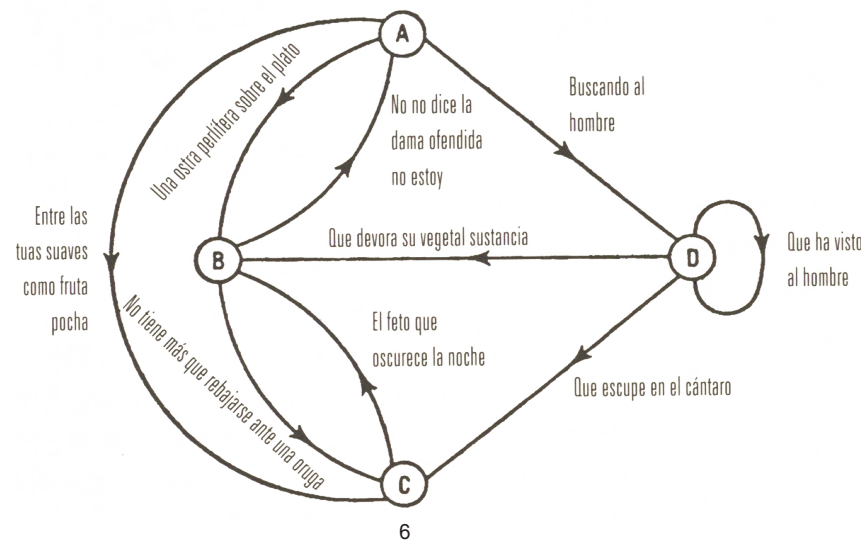 A
Una ostra perlífera sobre el plato
No no dice la
dama ofendida
no estoy
Buscando al
hombre
Entre las
tuas suaves
como fruta
pocha
B
Que devora su vegetal sustancia
D
Que ha visto
al hombre
No tiene más que rebajarse ante una oruga
El feto que
oscurece la noche
Que escupe en el cántaro
C
6